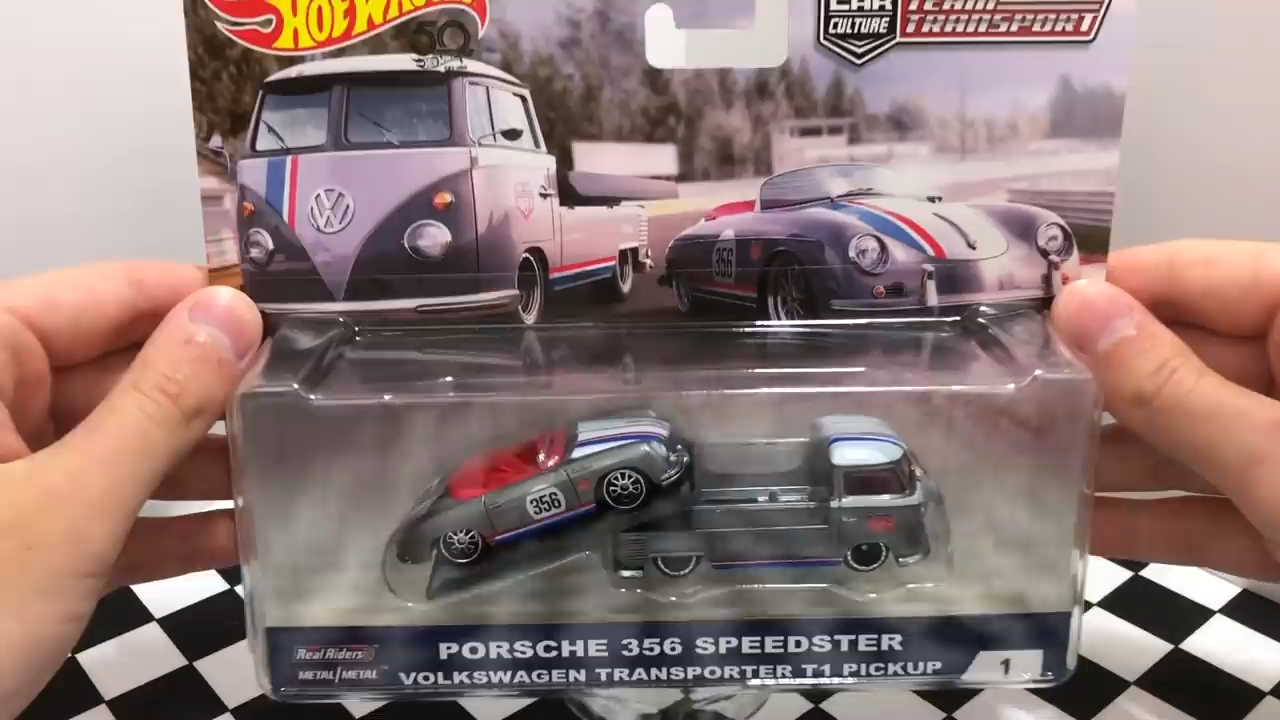 HOT WHEELS
50
CAR CULTURE
TEAM TRANSPORT
356
356
Real Riders
METAL/METAL
PORSCHE 356 SPEEDSTER
VOLKSWAGEN TRANSPORTER T1 PICKUP
1